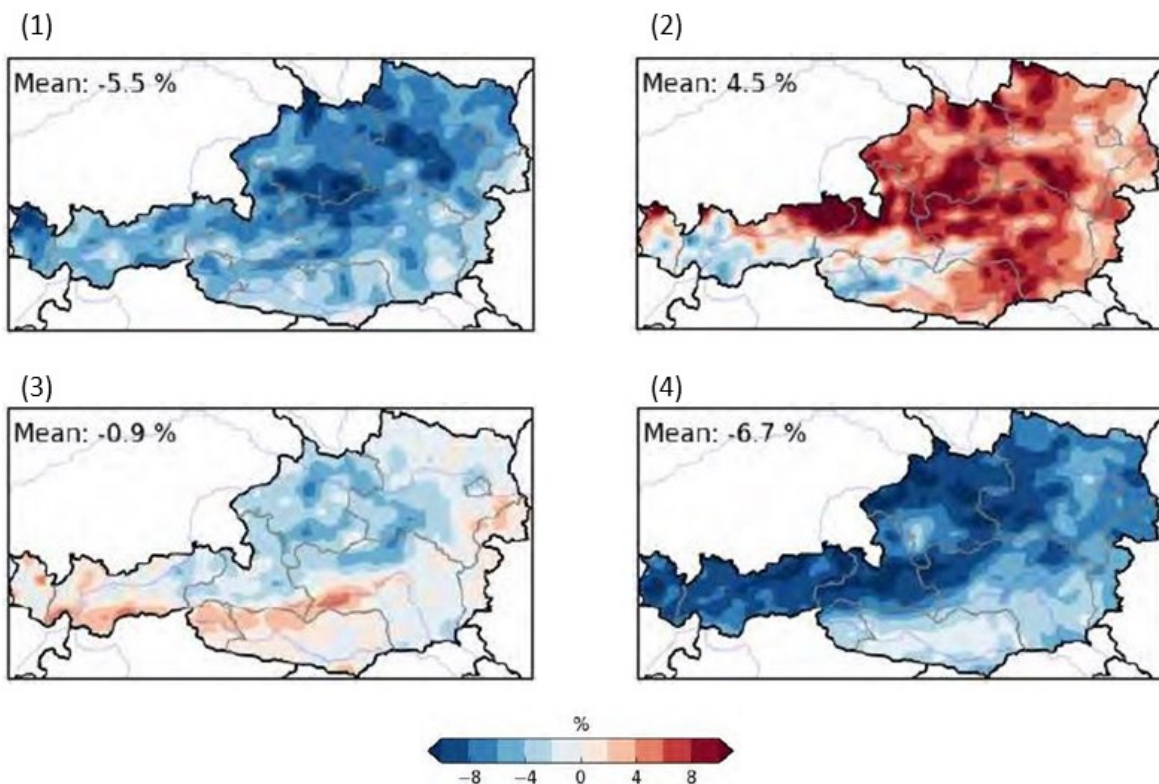 (1)
(2)
Mean: -5.5 %
Mean: 4.5 %
(3)
(4)
Mean: -0.9 %
Mean: -6.7 %
%
−8 −4 0 4 8